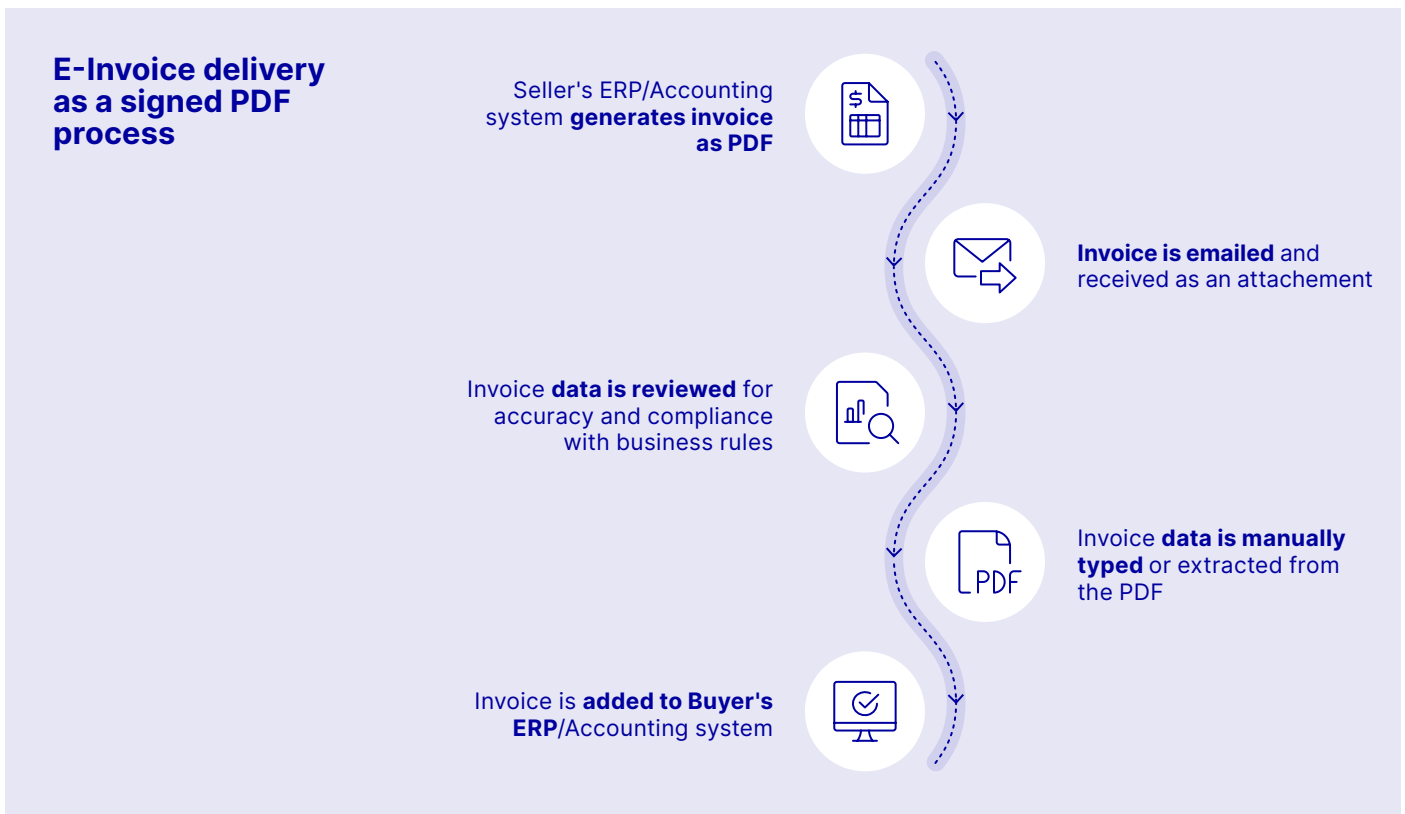 E-Invoice delivery
as a signed PDF
process
Seller's ERP/Accounting
system generates invoice
as PDF
$
Invoice is emailed and
received as an attachement
Invoice data is reviewed for
accuracy and compliance
with business rules
Invoice data is manually
typed or extracted from
the PDF
PDF
Invoice is added to Buyer's
ERP/Accounting system